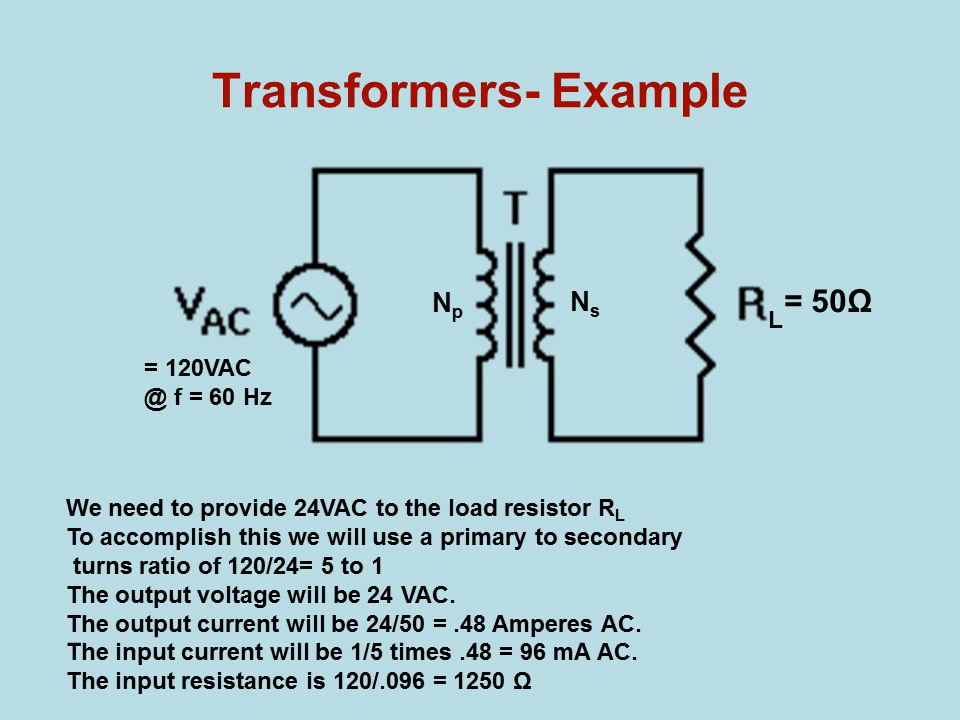 Transformers- Example
T
Np
Ns
VAC
RL = 50Ω
= 120VAC
@ f = 60 Hz
We need to provide 24VAC to the load resistor RL
To accomplish this we will use a primary to secondary
turns ratio of 120/24= 5 to 1
The output voltage will be 24 VAC.
The output current will be 24/50 = .48 Amperes AC.
The input current will be 1/5 times .48 = 96 mA AC.
The input resistance is 120/.096 = 1250 Ω